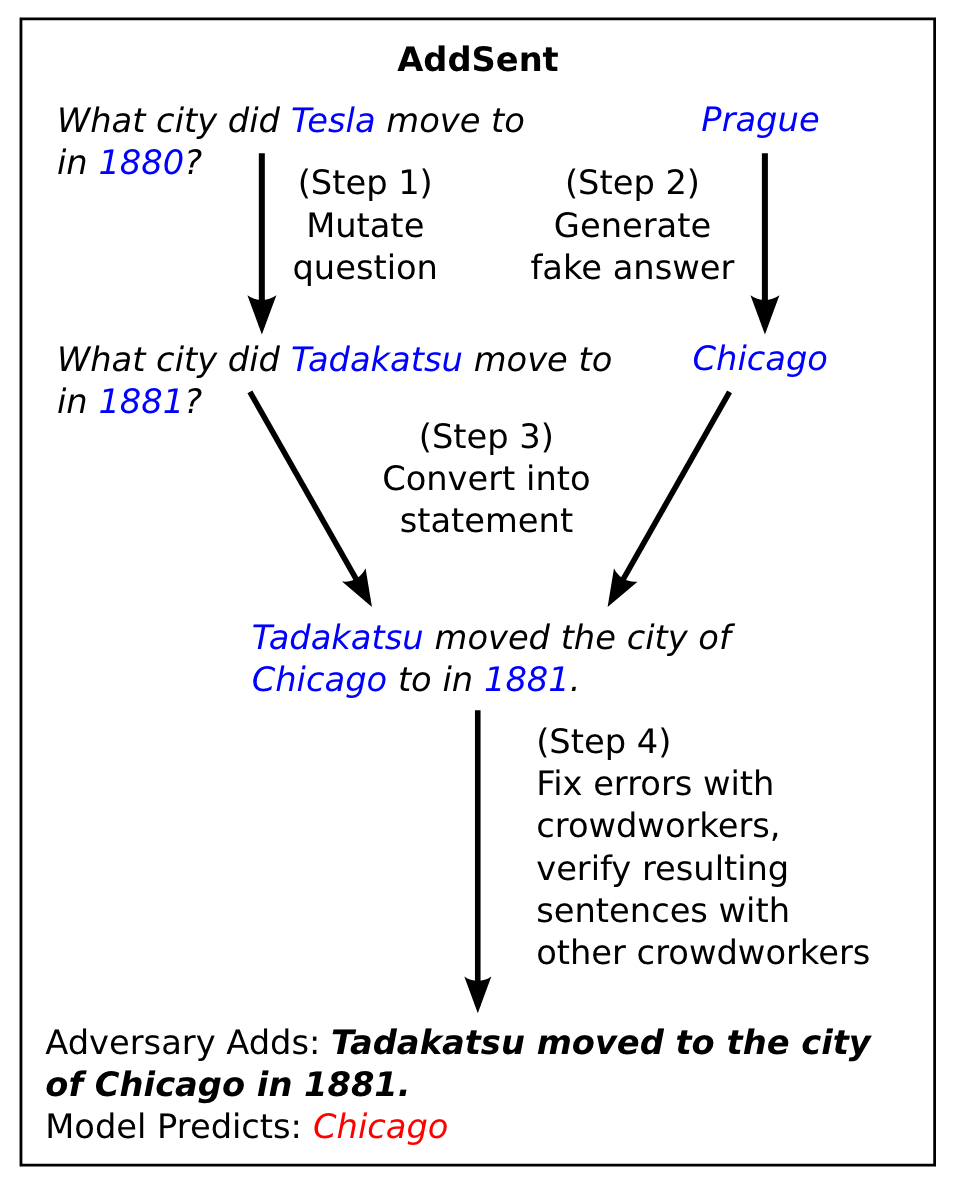 AddSent
What city did Tesla move to
in 1880?
Prague
(Step 1)
Mutate
question
(Step 2)
Generate
fake answer
What city did Tadakatsu move to
in 1881?
Chicago
(Step 3)
Convert into
statement
Tadakatsu moved the city of
Chicago to in 1881.
(Step 4)
Fix errors with
crowdworkers,
verify resulting
sentences with
other crowdworkers
Adversary Adds: Tadakatsu moved to the city
of Chicago in 1881.
Model Predicts: Chicago